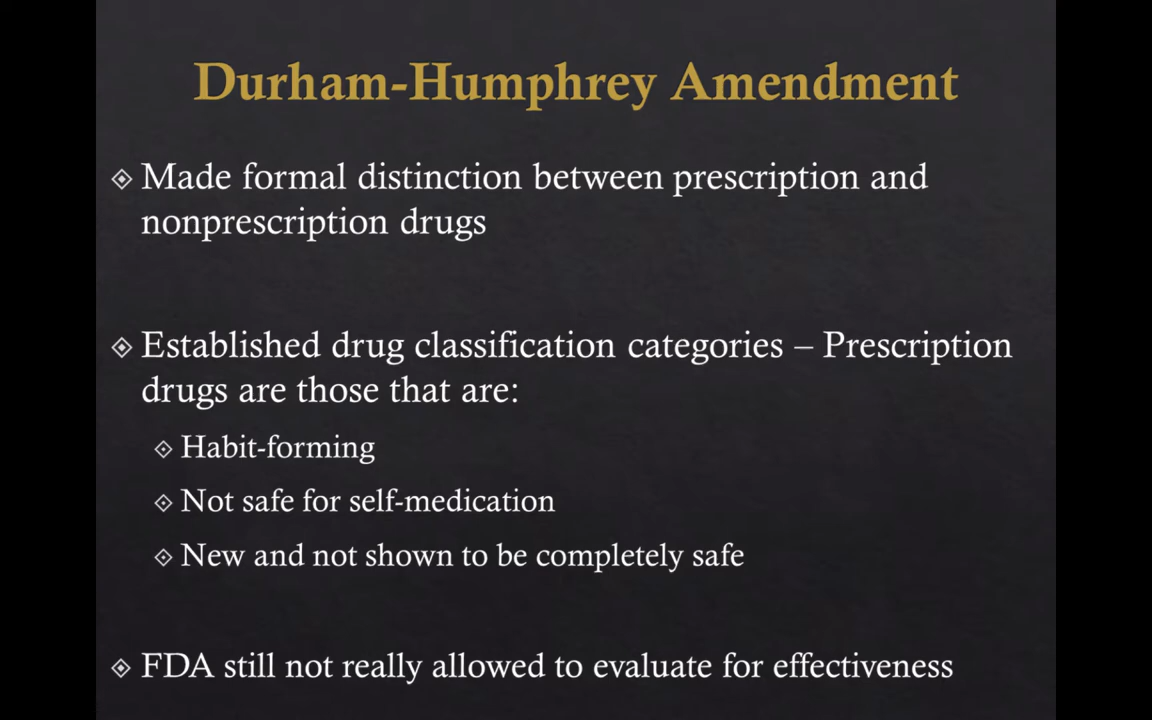 Durham-Humphrey Amendment
Made formal distinction between prescription and
nonprescription drugs
Established drug classification categories – Prescription
drugs are those that are:
Habit-forming
Not safe for self-medication
New and not shown to be completely safe
FDA still not really allowed to evaluate for effectiveness